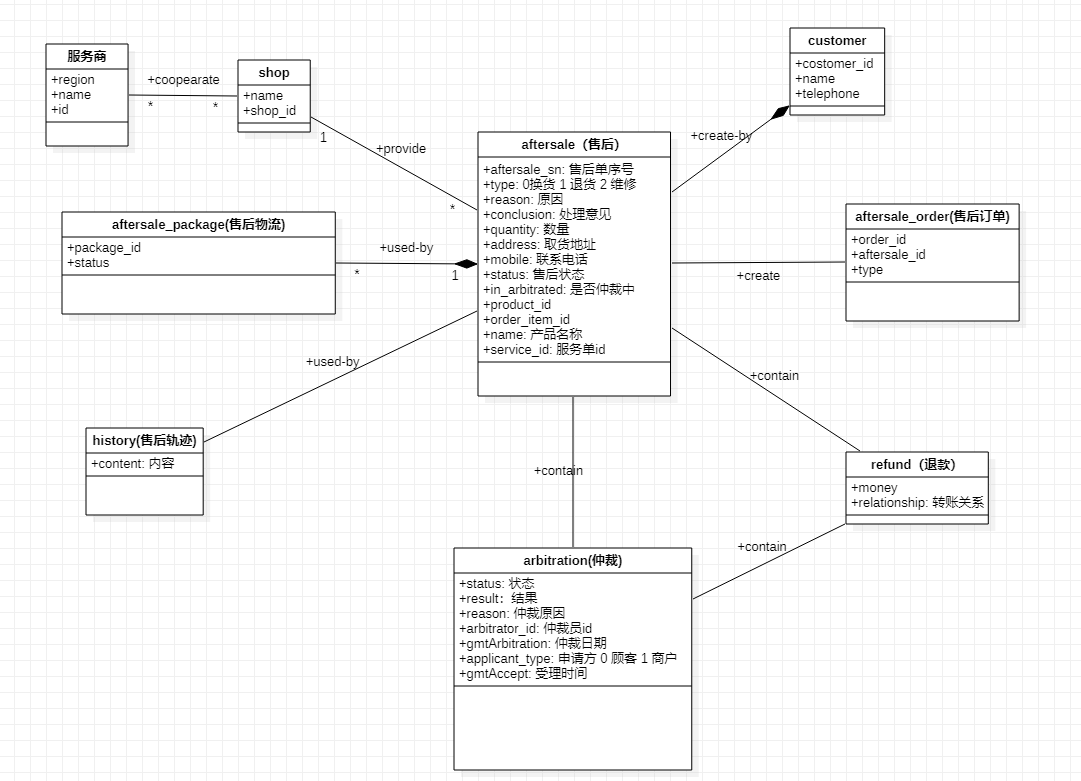 服务商
+region
+name
+id
+coopearate
*
*
shop
+name
+shop_id
1
+provide
*
customer
+costomer_id
+name
+telephone
+create-by
aftersale（售后）
+aftersale_sn: 售后单序号
+type: 0换货 1 退货 2 维修
+reason: 原因
+conclusion: 处理意见
+quantity: 数量
+address: 取货地址
+mobile: 联系电话
+status: 售后状态
+in_arbitrated: 是否仲裁中
+product_id
+order_item_id
+name: 产品名称
+service_id: 服务单id
aftersale_package(售后物流)
+package_id
+status
+used-by
*
1
aftersale_order(售后订单)
+order_id
+aftersale_id
+type
+create
+used-by
history(售后轨迹)
+content: 内容
+contain
refund（退款）
+money
+relationship: 转账关系
+contain
+contain
arbitration(仲裁)
+status: 状态
+result：结果
+reason: 仲裁原因
+arbitrator_id: 仲裁员id
+gmtArbitration: 仲裁日期
+applicant_type: 申请方 0 顾客 1 商户
+gmtAccept: 受理时间